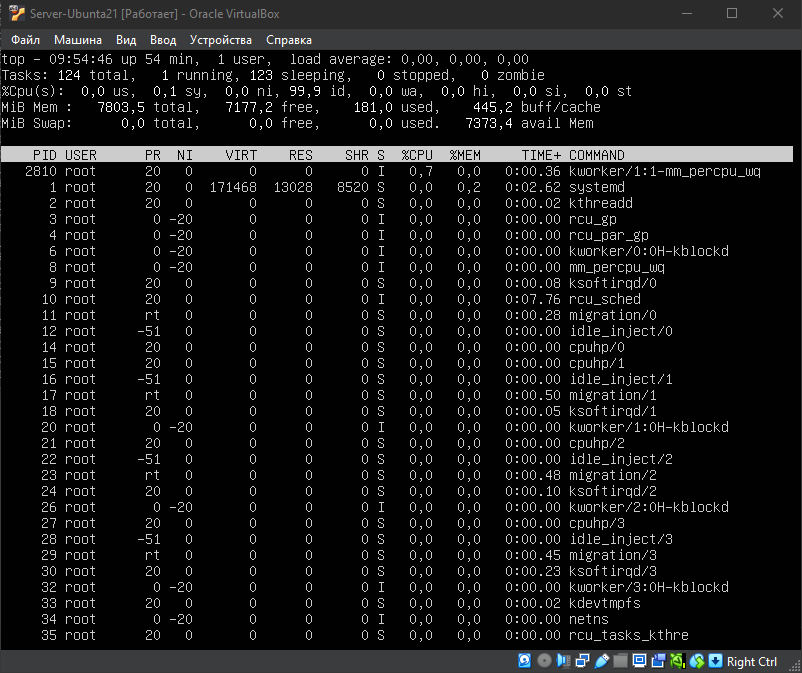 Server-Ubunta21 [Работает] - Oracle VirtualBox
Файл Машина Вид Ввод Устройства Справка
top - 09:54:46 up 54 min, 1 user, load average: 0,00, 0,00, 0,00
Tasks: 124 total, 1 running, 123 sleeping, 0 stopped, 0 zombie
%Cpu(s): 0,0 us, 0,1 sy, 0,0 ni, 99,9 id, 0,0 wa, 0,0 hi, 0,0 si, 0,0 st
MiB Mem : 7803,5 total, 7177,2 free, 181,0 used, 445,2 buff/cache
MiB Swap: 0,0 total, 0,0 free, 0,0 used. 7373,4 avail Mem
PID USER PR NI VIRT RES SHR S %CPU %MEM TIME+ COMMAND
2810 root 20 0 0 0 0 I 0,7 0,0 0:00.36 kworker/1:1-mm_percpu_wq
1 root 20 0 171468 13028 8520 S 0,0 0,2 0:02.62 systemd
2 root 20 0 0 0 0 S 0,0 0,0 0:00.02 kthreadd
3 root 0 -20 0 0 0 I 0,0 0,0 0:00.00 rcu_gp
4 root 0 -20 0 0 0 I 0,0 0,0 0:00.00 rcu_par_gp
6 root 0 -20 0 0 0 I 0,0 0,0 0:00.00 kworker/0:0H-kblockd
8 root 0 -20 0 0 0 I 0,0 0,0 0:00.00 mm_percpu_wq
9 root 20 0 0 0 0 S 0,0 0,0 0:00.08 ksoftirqd/0
10 root 20 0 0 0 0 I 0,0 0,0 0:07.76 rcu_sched
11 root rt 0 0 0 0 S 0,0 0,0 0:00.28 migration/0
12 root -51 0 0 0 0 S 0,0 0,0 0:00.00 idle_inject/0
14 root 20 0 0 0 0 S 0,0 0,0 0:00.00 cpuhp/0
15 root 20 0 0 0 0 S 0,0 0,0 0:00.00 cpuhp/1
16 root -51 0 0 0 0 S 0,0 0,0 0:00.00 idle_inject/1
17 root rt 0 0 0 0 S 0,0 0,0 0:00.50 migration/1
18 root 20 0 0 0 0 S 0,0 0,0 0:00.05 ksoftirqd/1
20 root 0 -20 0 0 0 I 0,0 0,0 0:00.00 kworker/1:0H-kblockd
21 root 20 0 0 0 0 S 0,0 0,0 0:00.00 cpuhp/2
22 root -51 0 0 0 0 S 0,0 0,0 0:00.00 idle_inject/2
23 root rt 0 0 0 0 S 0,0 0,0 0:00.48 migration/2
24 root 20 0 0 0 0 S 0,0 0,0 0:00.10 ksoftirqd/2
26 root 0 -20 0 0 0 I 0,0 0,0 0:00.00 kworker/2:0H-kblockd
27 root 20 0 0 0 0 S 0,0 0,0 0:00.00 cpuhp/3
28 root -51 0 0 0 0 S 0,0 0,0 0:00.00 idle_inject/3
29 root rt 0 0 0 0 S 0,0 0,0 0:00.45 migration/3
30 root 20 0 0 0 0 S 0,0 0,0 0:00.23 ksoftirqd/3
32 root 0 -20 0 0 0 I 0,0 0,0 0:00.00 kworker/3:0H-kblockd
33 root 20 0 0 0 0 S 0,0 0,0 0:00.02 kdevtmpfs
34 root 0 -20 0 0 0 I 0,0 0,0 0:00.00 netns
35 root 20 0 0 0 0 S 0,0 0,0 0:00.00 rcu_tasks_kthre
Right Ctrl